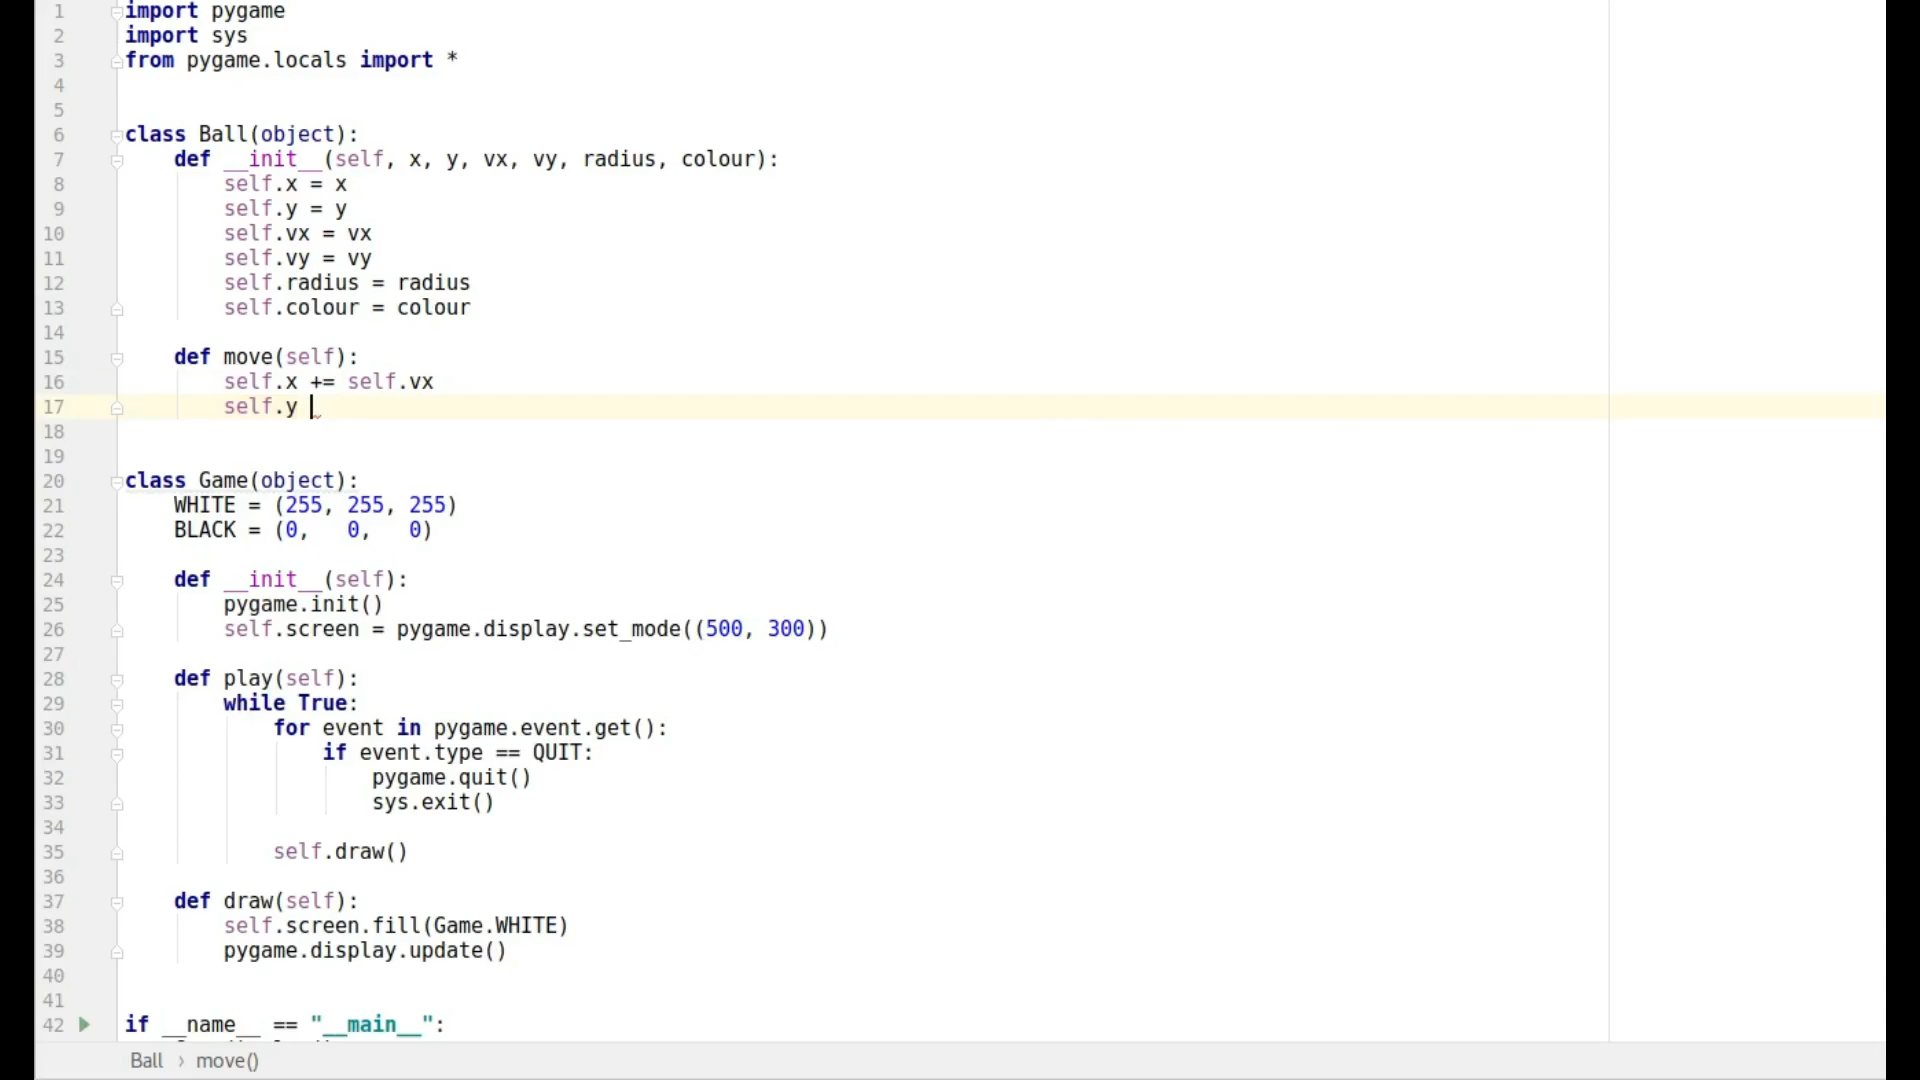 1 import pygame
2 import sys
3 from pygame.locals import *
4
5
6 class Ball(object):
7     def __init__(self, x, y, vx, vy, radius, colour):
8         self.x = x
9         self.y = y
10         self.vx = vx
11         self.vy = vy
12         self.radius = radius
13         self.colour = colour
14
15     def move(self):
16         self.x += self.vx
17         self.y
18
19
20 class Game(object):
21     WHITE = (255, 255, 255)
22     BLACK = (0,   0,   0)
23
24     def __init__(self):
25         pygame.init()
26         self.screen = pygame.display.set_mode((500, 300))
27
28     def play(self):
29         while True:
30             for event in pygame.event.get():
31                 if event.type == QUIT:
32                     pygame.quit()
33                     sys.exit()
34
35             self.draw()
36
37     def draw(self):
38         self.screen.fill(Game.WHITE)
39         pygame.display.update()
40
41
42 if __name__ == "__main__":
Ball › move()